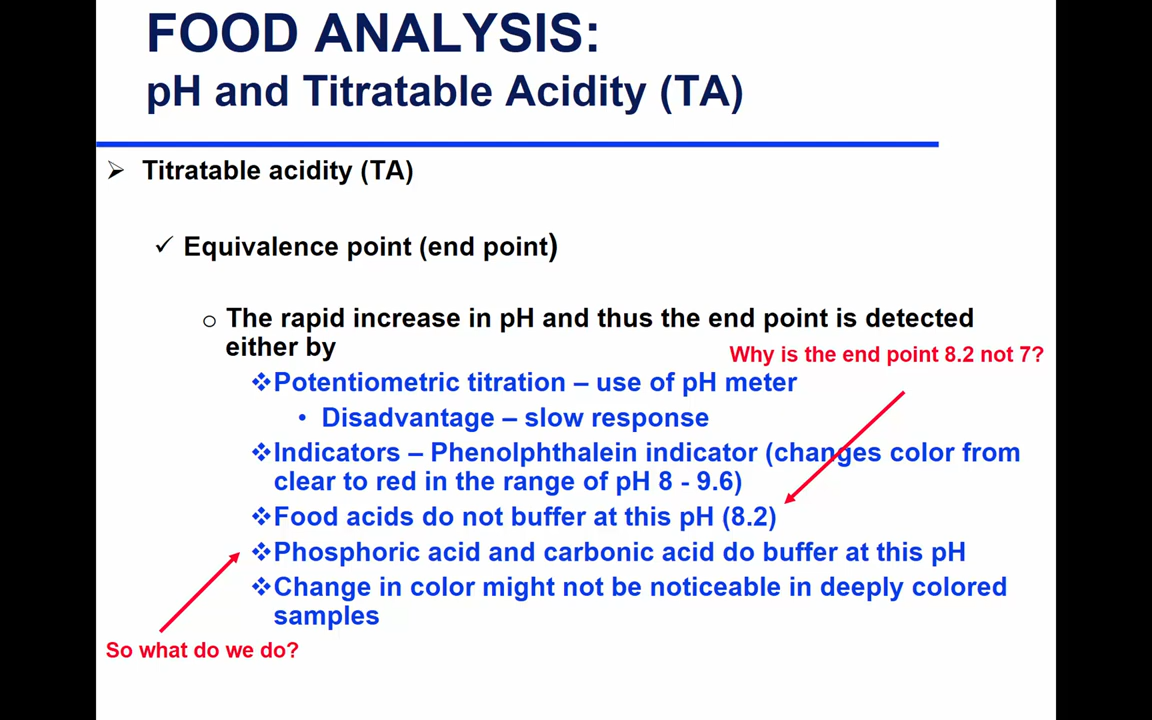 FOOD ANALYSIS:
pH and Titratable Acidity (TA)
➢ Titratable acidity (TA)
✓ Equivalence point (end point)
o The rapid increase in pH and thus the end point is detected
either by
Why is the end point 8.2 not 7?
❖Potentiometric titration – use of pH meter
• Disadvantage – slow response
❖Indicators – Phenolphthalein indicator (changes color from
clear to red in the range of pH 8 - 9.6)
❖Food acids do not buffer at this pH (8.2)
❖Phosphoric acid and carbonic acid do buffer at this pH
❖Change in color might not be noticeable in deeply colored
samples
So what do we do?